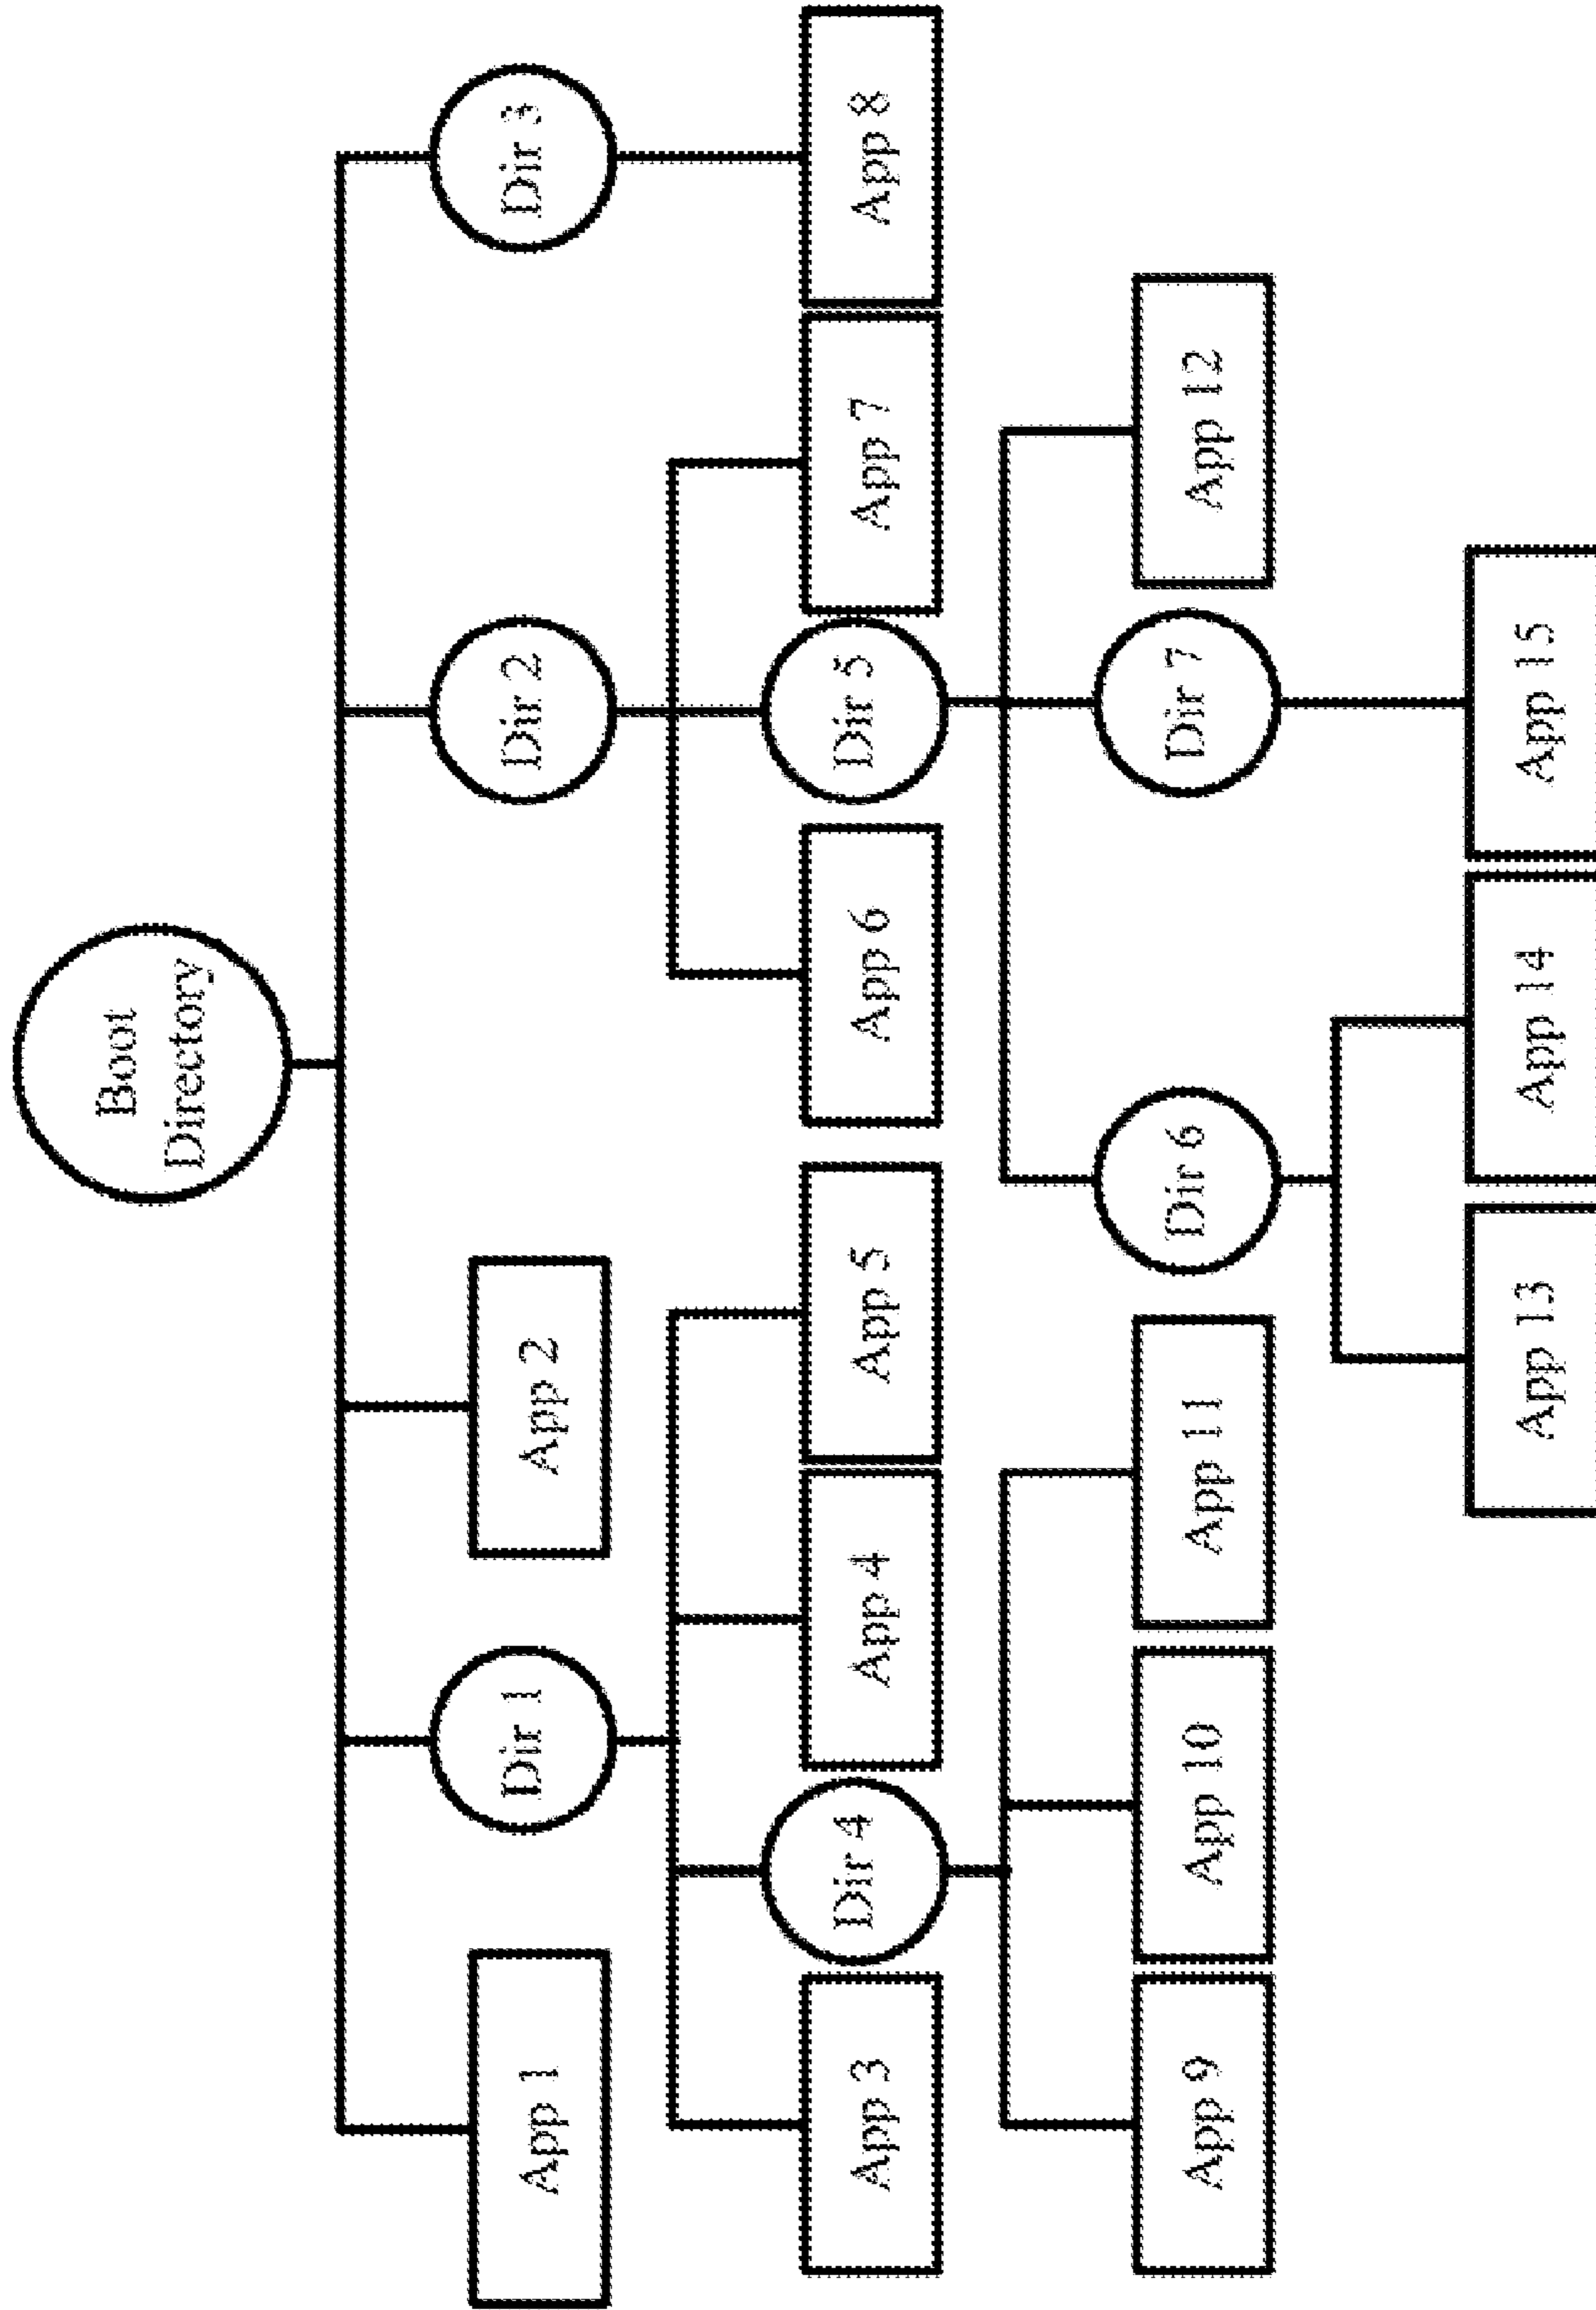 Boot
Directory
App 1
Dir 1
App 2
Dir 2
Dir 3
App 3
Dir 4
App 4
App 5
App 6
Dir 5
App 7
App 8
App 9
App 10
App 11
Dir 6
Dir 7
App 12
App 13
App 14
App 15